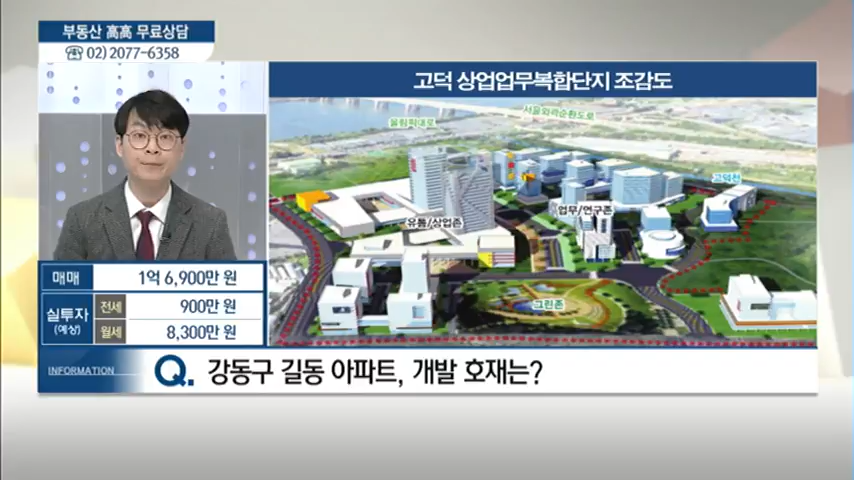 부동산 高高 무료상담
☎ 02) 2077-6358
고덕 상업업무복합단지 조감도
올림픽대로
서울외곽순환도로
고덕천
유통/상업존
업무/연구존
그린존
매매 1억 6,900만 원
실투자 (예상)
전세 900만 원
월세 8,300만 원
INFORMATION
Q. 강동구 길동 아파트, 개발 호재는?